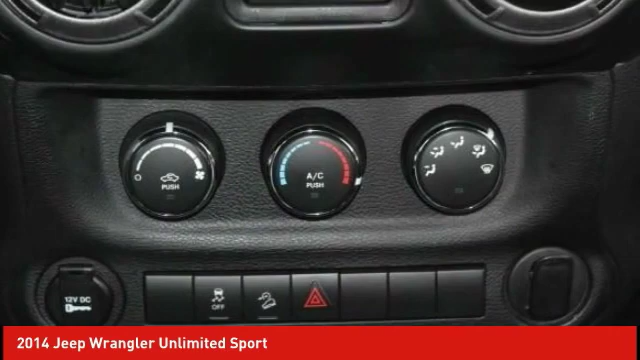 PUSH
A/C
PUSH
12V DC
OFF
2014 Jeep Wrangler Unlimited Sport